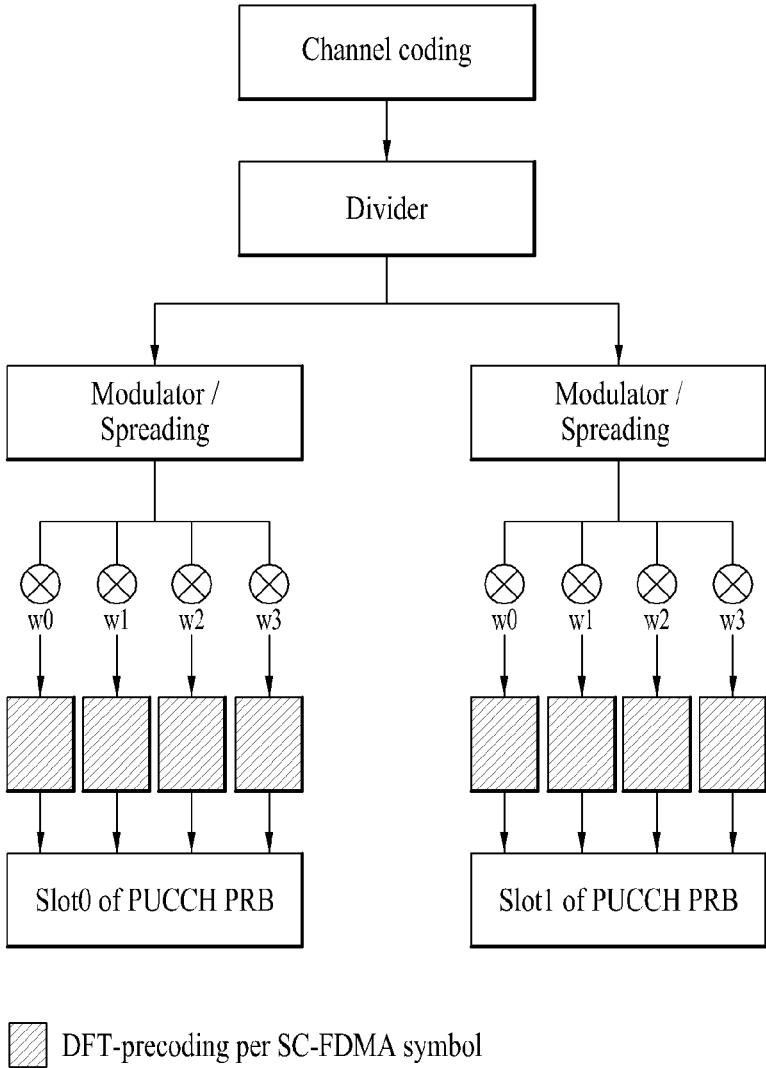 Channel coding
Divider
Modulator /
Spreading
Modulator /
Spreading
w0 w1 w2 w3
w0 w1 w2 w3
Slot0 of PUCCH PRB
Slot1 of PUCCH PRB
DFT-precoding per SC-FDMA symbol